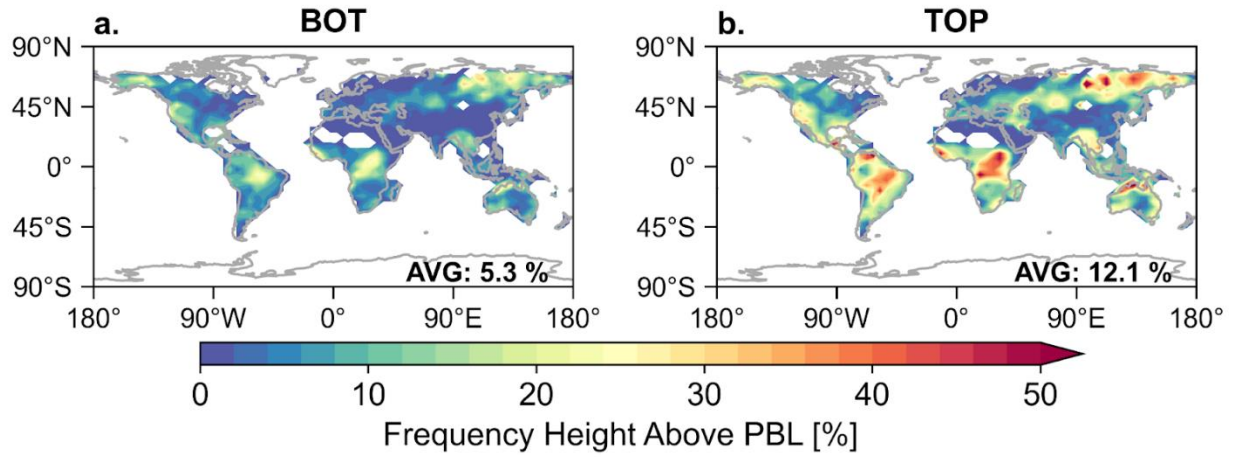 a. BOT
b. TOP
90°N
45°N
0°
45°S
90°S
AVG: 5.3 %
180° 90°W 0° 90°E 180°
90°N
45°N
0°
45°S
90°S
AVG: 12.1 %
180° 90°W 0° 90°E 180°
0 10 20 30 40 50
Frequency Height Above PBL [%]